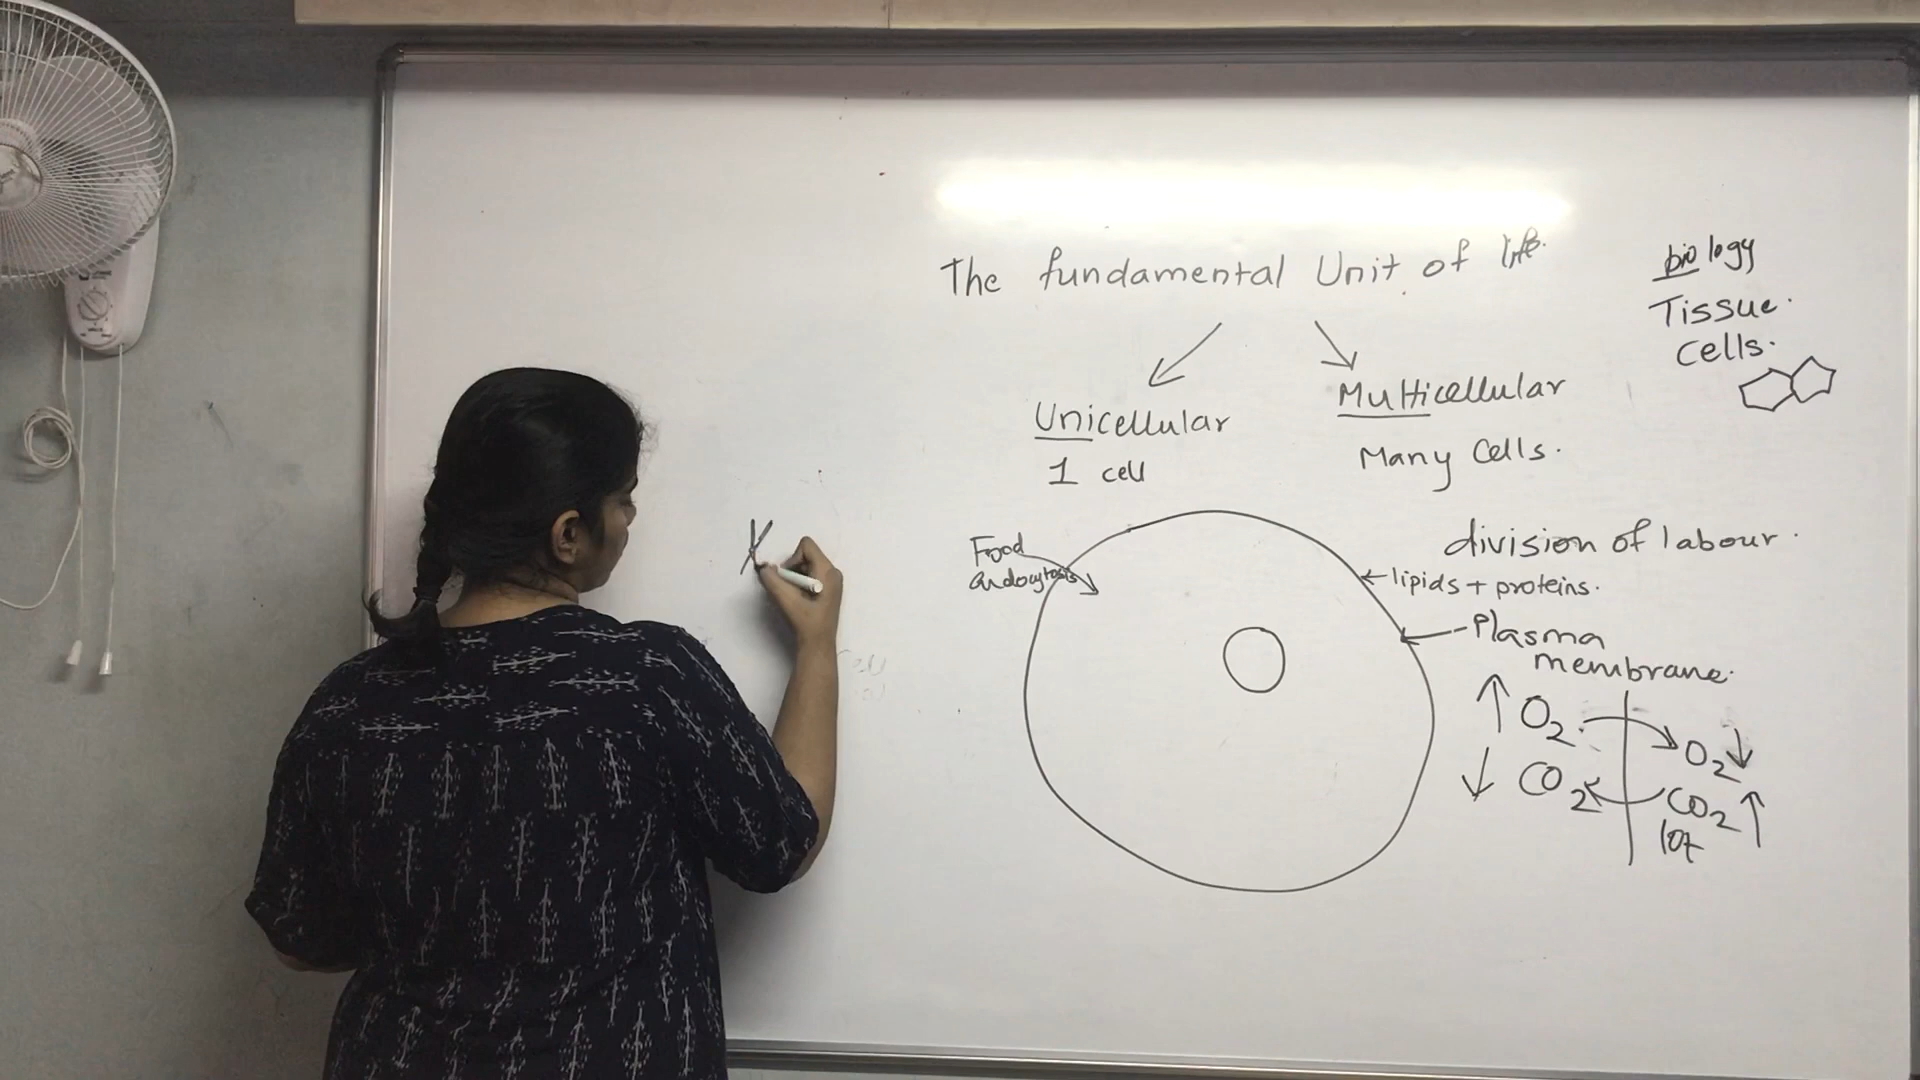 The fundamental Unit of life.
biology
Tissue.
Cells.
Unicellular
1 cell
Multicellular
Many Cells.
Food
endocytosis
division of labour.
lipids + proteins.
Plasma
membrane.
↑ O2
O2 ↓
↓ CO2
CO2 ↑